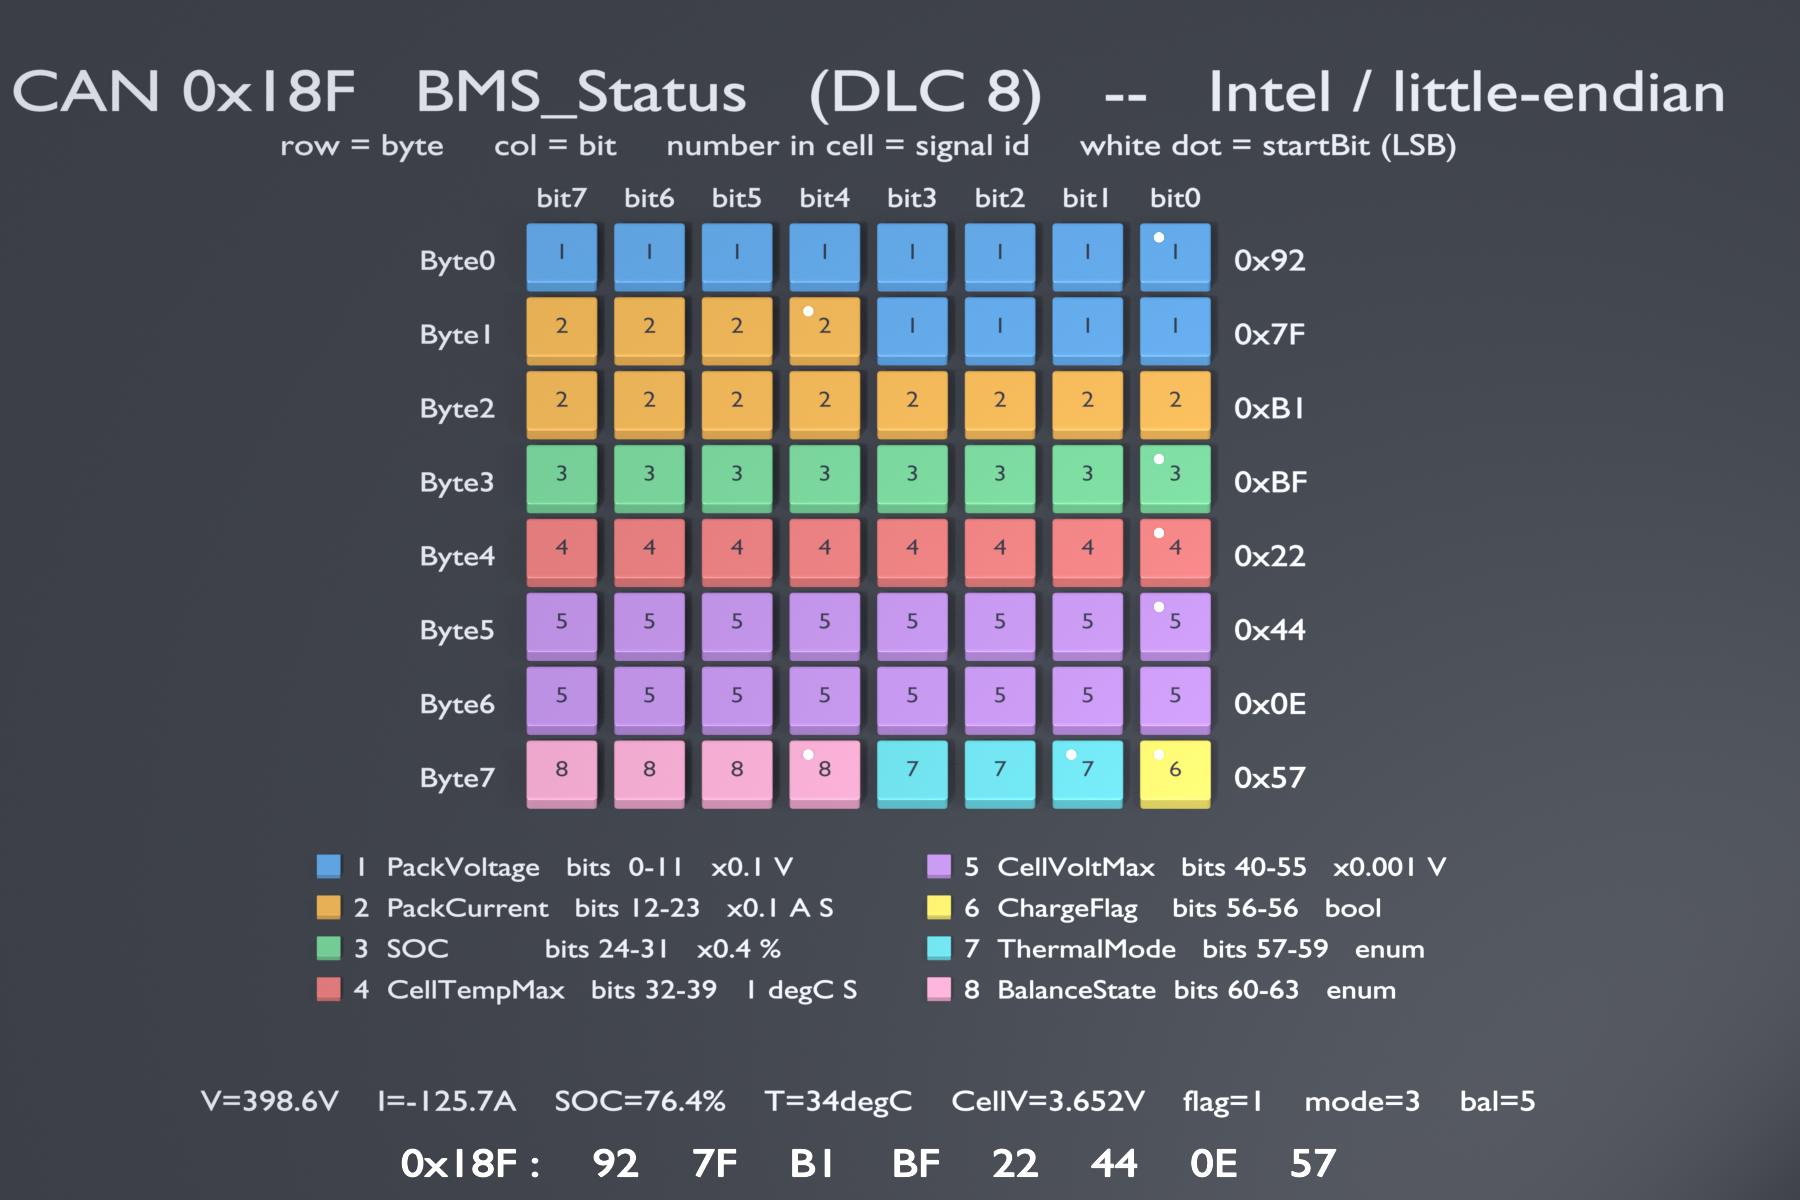 CAN 0x18F BMS_Status (DLC 8) -- Intel / little-endian
row = byte col = bit number in cell = signal id white dot = startBit (LSB)
bit7 bit6 bit5 bit4 bit3 bit2 bit1 bit0
Byte0 1 1 1 1 1 1 1 1 0x92
Byte1 2 2 2 2 1 1 1 1 0x7F
Byte2 2 2 2 2 2 2 2 2 0xB1
Byte3 3 3 3 3 3 3 3 3 0xBF
Byte4 4 4 4 4 4 4 4 4 0x22
Byte5 5 5 5 5 5 5 5 5 0x44
Byte6 5 5 5 5 5 5 5 5 0x0E
Byte7 8 8 8 8 7 7 7 6 0x57
1 PackVoltage bits 0-11 x0.1 V
2 PackCurrent bits 12-23 x0.1 A S
3 SOC bits 24-31 x0.4 %
4 CellTempMax bits 32-39 1 degC S
5 CellVoltMax bits 40-55 x0.001 V
6 ChargeFlag bits 56-56 bool
7 ThermalMode bits 57-59 enum
8 BalanceState bits 60-63 enum
V=398.6V I=-125.7A SOC=76.4% T=34degC CellV=3.652V flag=1 mode=3 bal=5
0x18F : 92 7F B1 BF 22 44 0E 57